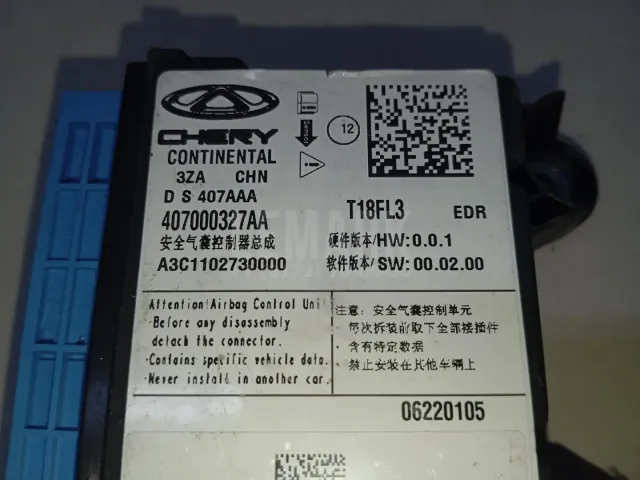 CHERY
12
CONTINENTAL
3ZA CHN
D S 407AAA
407000327AA
T18FL3 EDR
安全气囊控制器总成
硬件版本/HW:0.0.1
A3C1102730000
软件版本/SW:00.02.00
Attention!Airbag Control Uni
·Before any disassembly
detach the connector.
·Contains specific vehicle data.
·Never install in another car.
注意: 安全气囊控制单元
·每次拆装前取下全部接插件
·含有特定数据
·禁止安装在其他车辆上
06220105